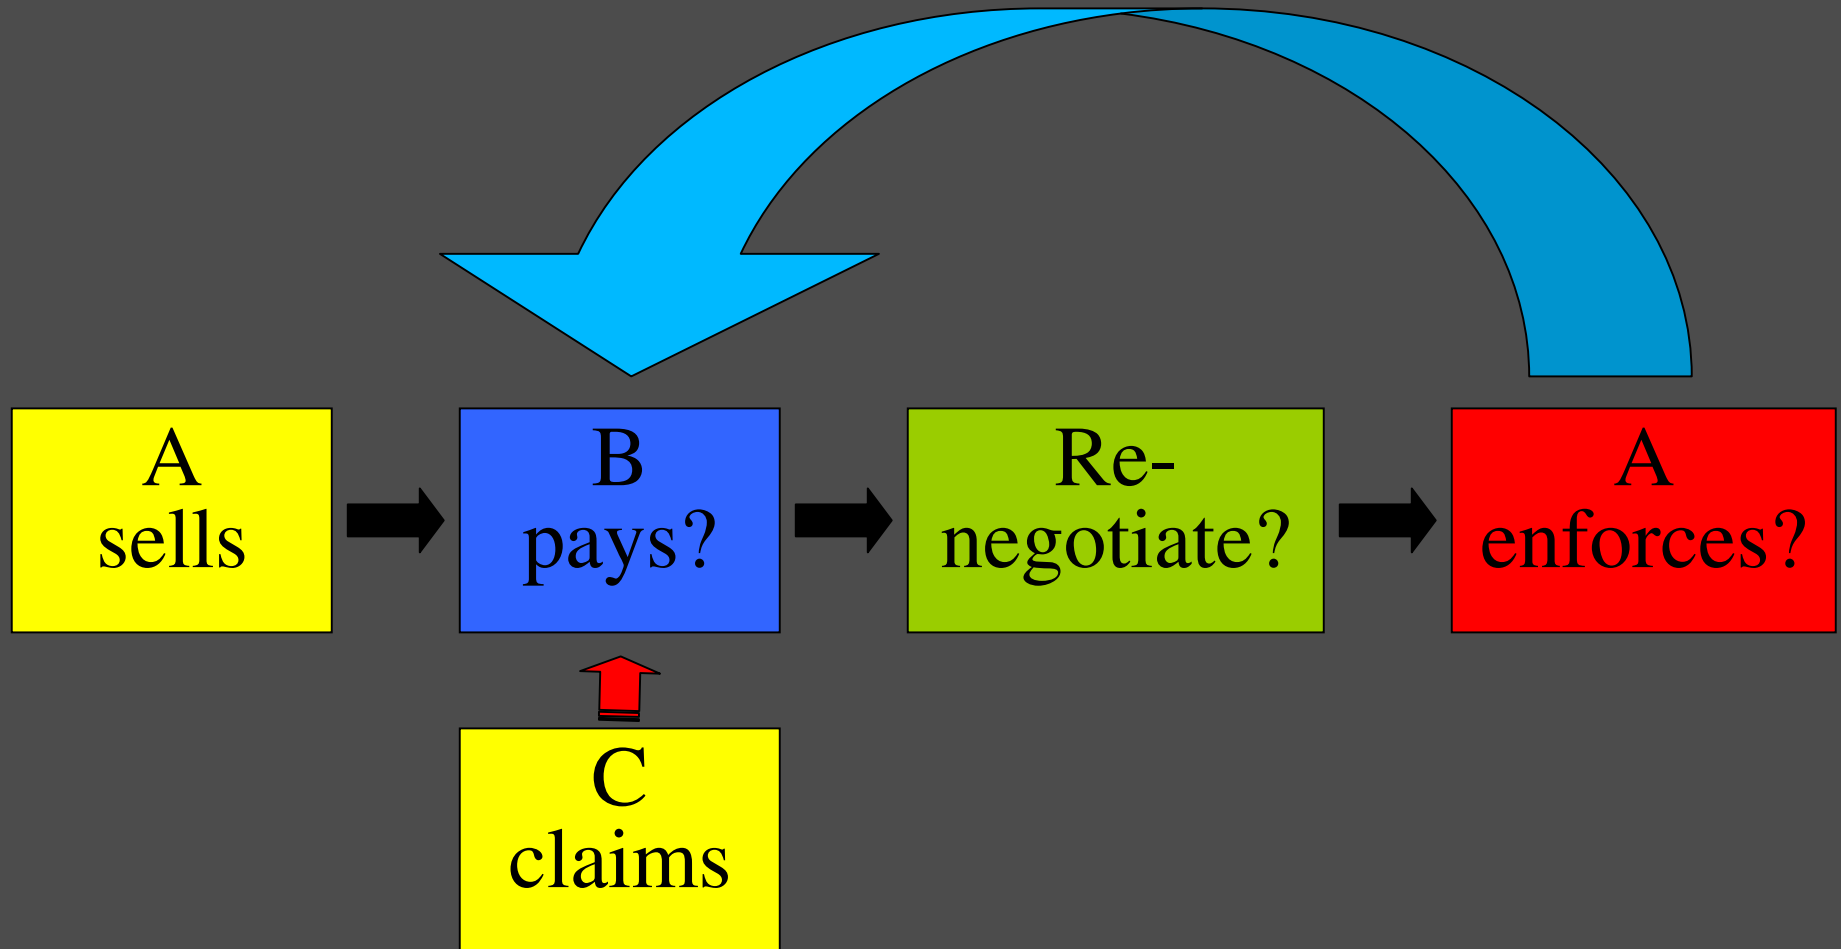 A
sells
B
pays?
Re-
negotiate?
A
enforces?
C
claims